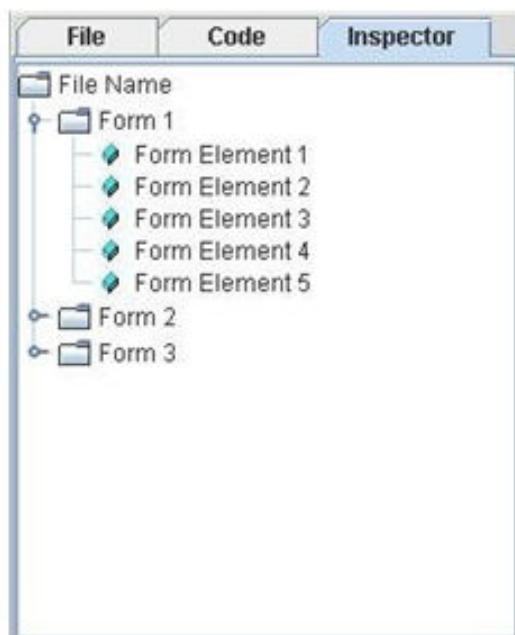 File Code Inspector
File Name
Form 1
Form Element 1
Form Element 2
Form Element 3
Form Element 4
Form Element 5
Form 2
Form 3